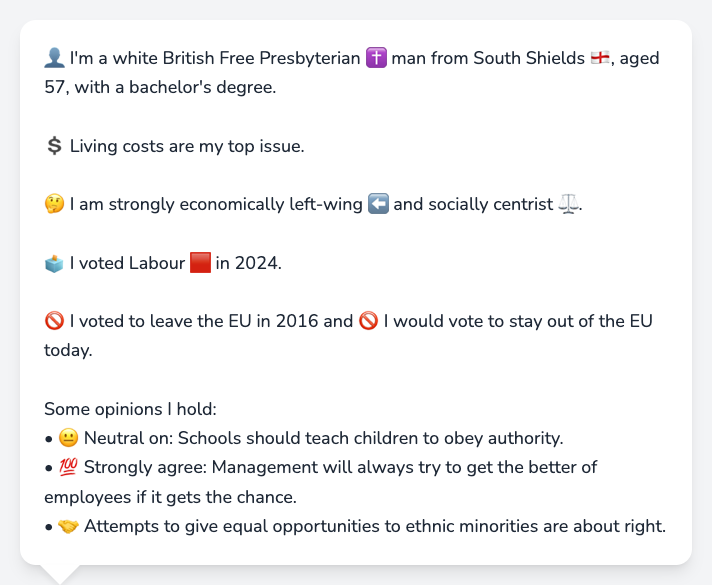 👤 I'm a white British Free Presbyterian ✝️ man from South Shields 🏴󠁧󠁢󠁥󠁮󠁧󠁿, aged
57, with a bachelor's degree.
💲 Living costs are my top issue.
🤔 I am strongly economically left-wing ⬅️ and socially centrist ⚖️.
🗳️ I voted Labour 🟥 in 2024.
🚫 I voted to leave the EU in 2016 and 🚫 I would vote to stay out of the EU
today.
Some opinions I hold:
• 😐 Neutral on: Schools should teach children to obey authority.
• 💯 Strongly agree: Management will always try to get the better of
employees if it gets the chance.
• 🤝 Attempts to give equal opportunities to ethnic minorities are about right.